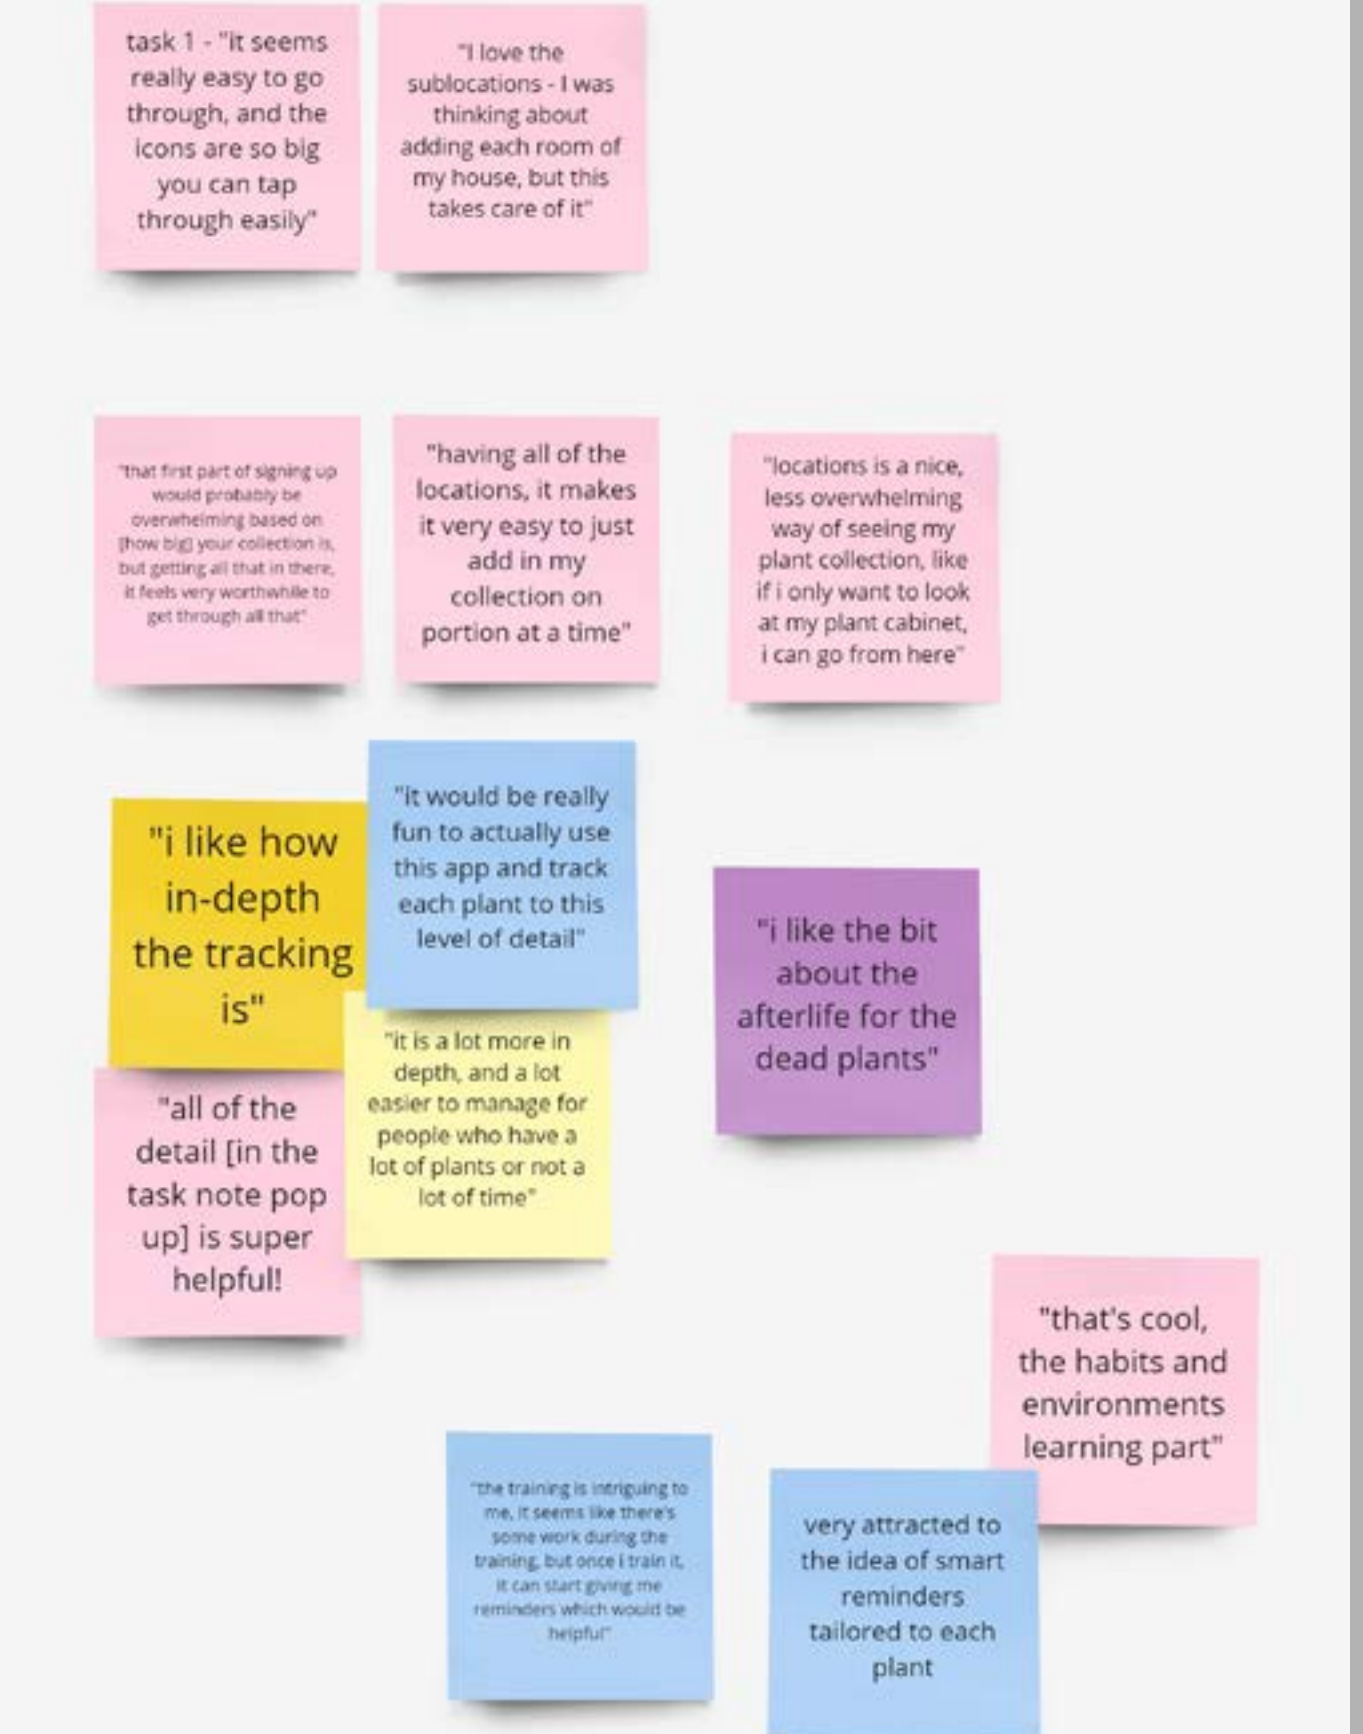 task 1 - "it seems
really easy to go
through, and the
icons are so big
you can tap
through easily"
"I love the
sublocations - I was
thinking about
adding each room of
my house, but this
takes care of it"
"that first part of signing up
would probably be
overwhelming based on
[how big] your collection is,
but getting all that in there,
it feels very worthwhile to
get through all that"
"having all of the
locations, it makes
it very easy to just
add in my
collection on
portion at a time"
"locations is a nice,
less overwhelming
way of seeing my
plant collection, like
if i only want to look
at my plant cabinet,
i can go from here"
"i like how
in-depth
the tracking
is"
"it would be really
fun to actually use
this app and track
each plant to this
level of detail"
"i like the bit
about the
afterlife for the
dead plants"
"all of the
detail [in the
task note pop
up] is super
helpful!
"it is a lot more in
depth, and a lot
easier to manage for
people who have a
lot of plants or not a
lot of time"
"that's cool,
the habits and
environments
learning part"
"the training is intriguing to
me, it seems like there's
some work during the
training, but once i train it,
it can start giving me
reminders which would be
helpful"
very attracted to
the idea of smart
reminders
tailored to each
plant